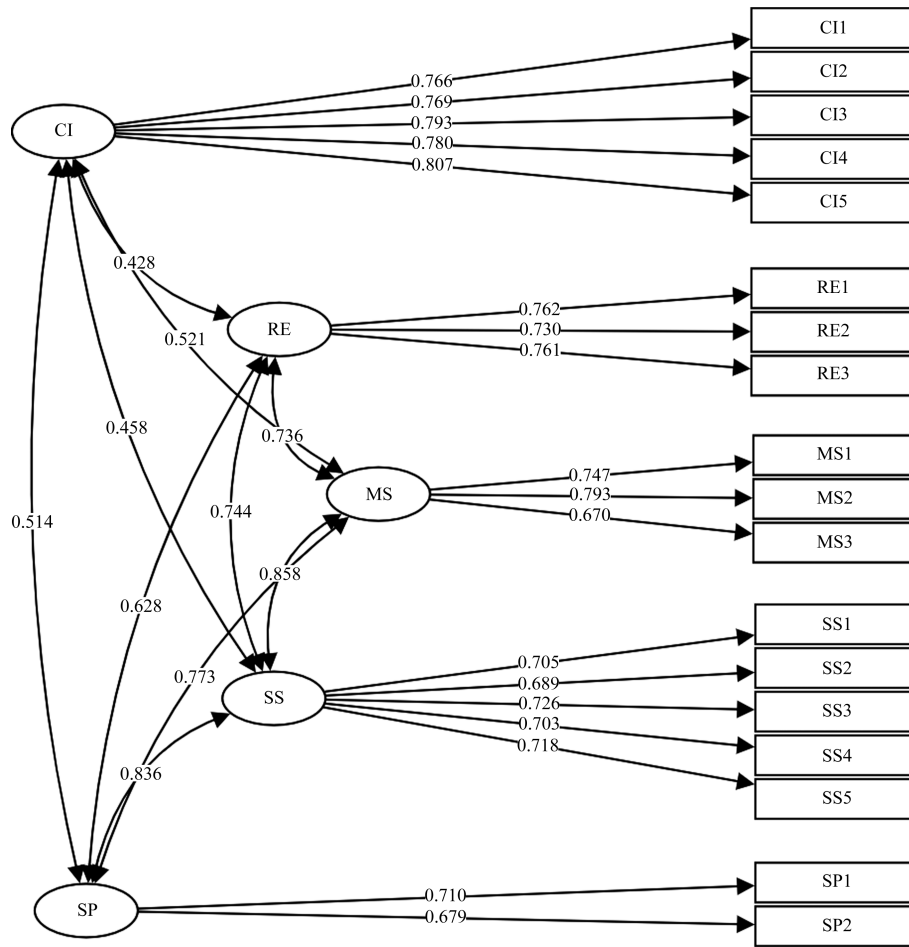 CI1
0.766
CI2
0.769
CI
0.793
CI3
0.780
CI4
0.807
CI5
0.428
RE1
0.762
RE
0.730
RE2
0.521
0.761
RE3
0.458
0.736
MS1
0.747
MS
0.793
MS2
0.514
0.744
0.670
MS3
0.858
0.628
SS1
0.705
SS2
0.773
0.689
SS
0.726
SS3
0.703
0.718
SS4
0.836
SS5
SP1
0.710
SP
0.679
SP2